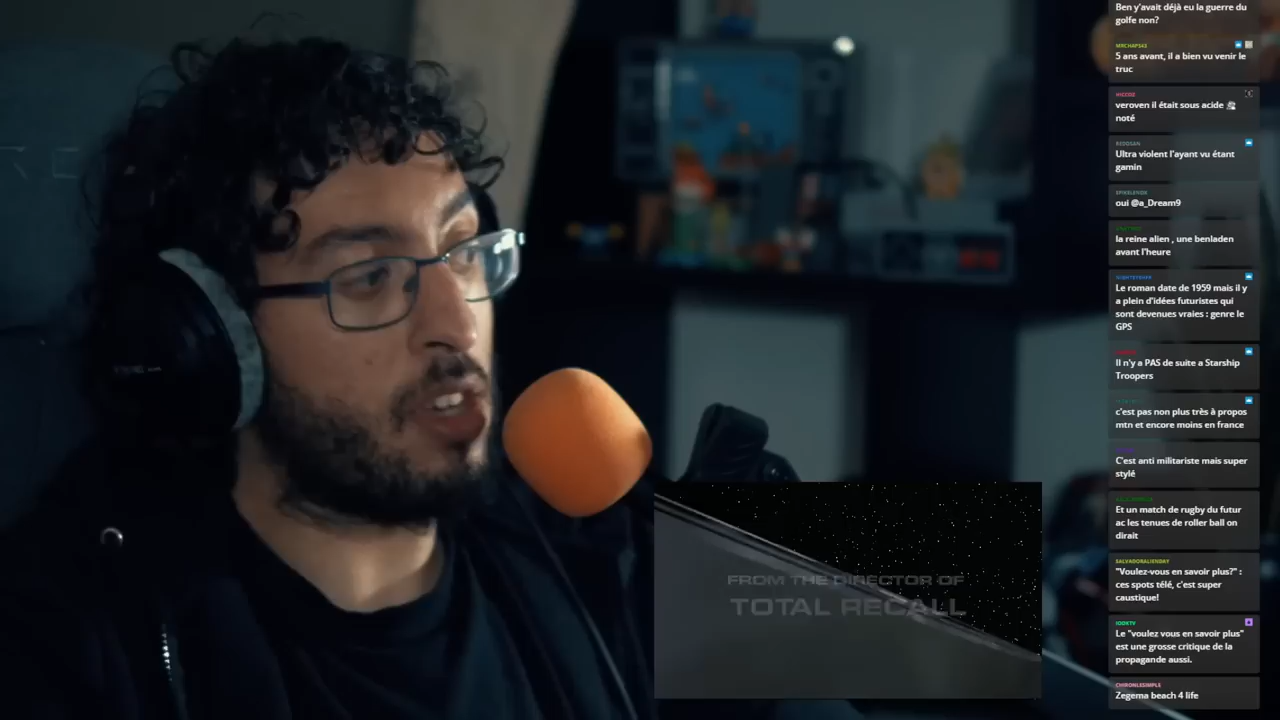 Ben y'avait déjà eu la guerre du
golfe non?
MRCHAPS42
5 ans avant, il a bien vu venir le
truc
veroven il était sous acide
noté
REDOSAN
Ultra violent l'ayant vu étant
gamin
oui @a_Dream9
la reine alien , une benladen
avant l'heure
Le roman date de 1959 mais il y
a plein d'idées futuristes qui
sont devenues vraies : genre le
GPS
Il n'y a PAS de suite a Starship
Troopers
c'est pas non plus très à propos
mtn et encore moins en france
C'est anti militariste mais super
stylé
Et un match de rugby du futur
ac les tenues de roller ball on
dirait
SALVADORALIENDAY
"Voulez-vous en savoir plus?" :
ces spots télé, c'est super
caustique!
IODKTV
Le "voulez vous en savoir plus"
est une grosse critique de la
propagande aussi.
CHIRONLESIMPLE
Zegema beach 4 life
FROM THE DIRECTOR OF
TOTAL RECALL